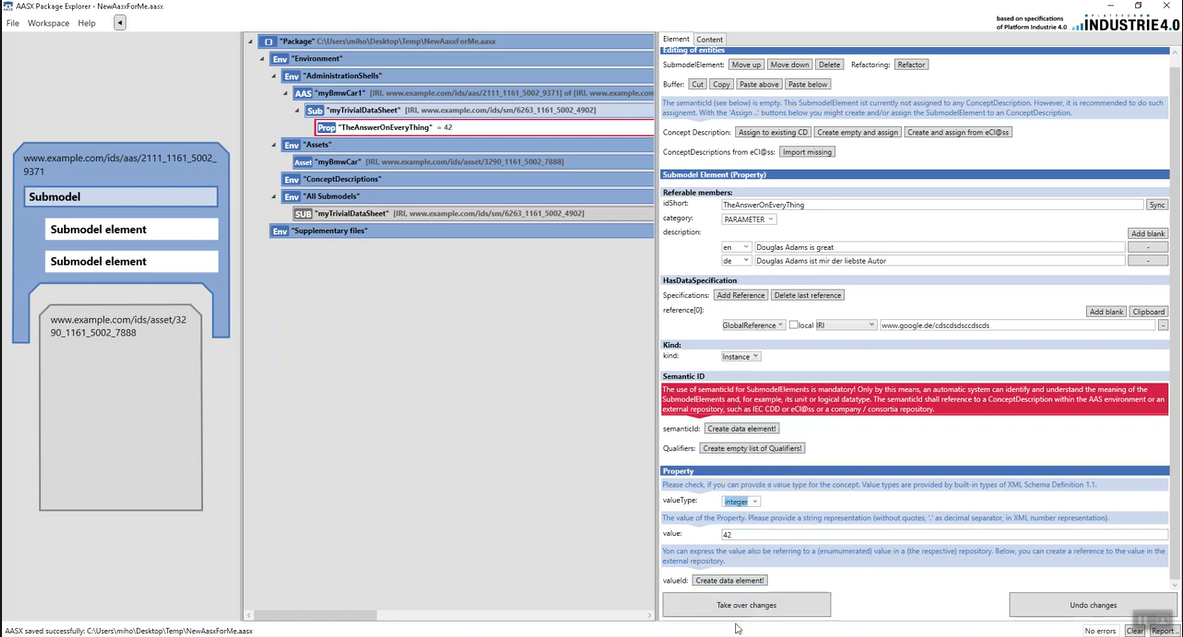 AASX Package Explorer - NewAasxForMe.aasx
File Workspace Help
based on specifications
of Platform Industrie 4.0
PLATTFORM
INDUSTRIE4.0
www.example.com/ids/aas/2111_1161_5002_
9371
Submodel
Submodel element
Submodel element
www.example.com/ids/asset/32
90_1161_5002_7888
"Package" C:\Users\miho\Desktop\Temp\NewAasxForMe.aasx
Env "Environment"
Env "AdministrationShells"
AAS "myBmwCar1" [IRI, www.example.com/ids/aas/2111_1161_5002_9371] of [IRI, www.example.com
Sub "myTrivialDataSheet" [IRI, www.example.com/ids/sm/6263_1161_5002_4902]
Prop "TheAnswerOnEveryThing" = 42
Env "Assets"
Asset "myBmwCar" [IRI, www.example.com/ids/asset/3290_1161_5002_7888]
Env "ConceptDescriptions"
Env "All Submodels"
SUB "myTrivialDataSheet" [IRI, www.example.com/ids/sm/6263_1161_5002_4902]
Env "Supplementary files"
Element Content
Editing of entities
SubmodelElement: Move up Move down Delete Refactoring: Refactor
Buffer: Cut Copy Paste above Paste below
The semanticId (see below) is empty. This SubmodelElement ist currently not assigned to any ConceptDescription. However, it is recommended to do such
assignemt. With the 'Assign ..' buttons below you might create and/or assign the SubmodelElement to an ConceptDescription.
Concept Description: Assign to existing CD Create empty and assign Create and assign from eCl@ss
ConceptDescriptions from eCl@ss: Import missing
Submodel Element (Property)
Referable members:
idShort: TheAnswerOnEveryThing Sync
category: PARAMETER
description: Add blank
en Douglas Adams is great -
de Douglas Adams ist mir der liebste Autor -
HasDataSpecification
Specifications: Add Reference Delete last reference
reference[0]: Add blank Clipboard
GlobalReference local IRI www.google.de/cdscdsdsccdscds -
Kind:
kind: Instance
Semantic ID
The use of semanticId for SubmodelElements is mandatory! Only by this means, an automatic system can identify and understand the meaning of the
SubmodelElements and, for example, its unit or logical datatype. The semanticId shall reference to a ConceptDescription within the AAS environment or an
external repository, such as IEC CDD or eCl@ss or a company / consortia repository.
semanticId: Create data element!
Qualifiers: Create empty list of Qualifiers!
Property
Please check, if you can provide a value type for the concept. Value types are provided by built-in types of XML Schema Definition 1.1.
valueType: integer
The value of the Property. Please provide a string representation (without quotes, '.' as decimal separator, in XML number representation).
value: 42
Yon can express the value also be referring to a (enumumerated) value in a (the respective) repository. Below, you can create a reference to the value in the
external repository.
valueId: Create data element!
Take over changes Undo changes
AASX saved successfully: C:\Users\miho\Desktop\Temp\NewAasxForMe.aasx
No errors Clear Report ..